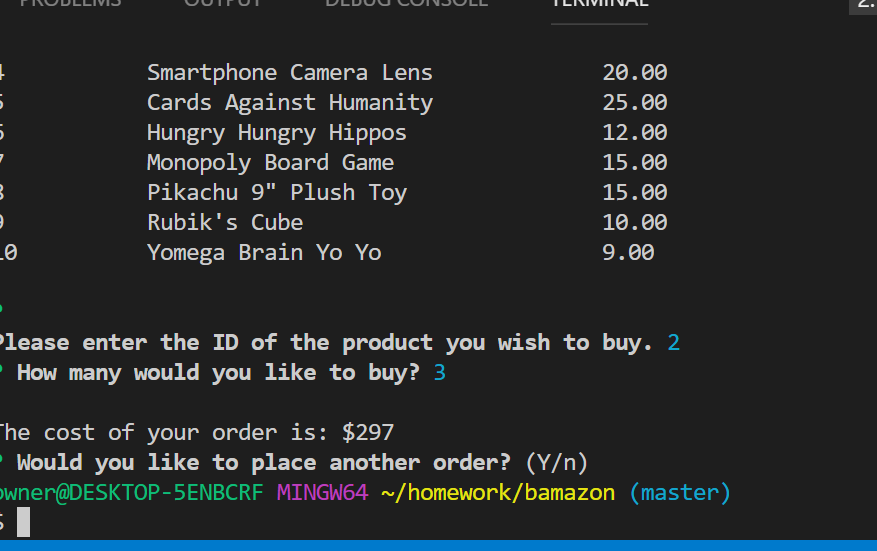 PROBLEMS OUTPUT DEBUG CONSOLE TERMINAL 2.
4 Smartphone Camera Lens 20.00
5 Cards Against Humanity 25.00
6 Hungry Hungry Hippos 12.00
7 Monopoly Board Game 15.00
8 Pikachu 9" Plush Toy 15.00
9 Rubik's Cube 10.00
10 Yomega Brain Yo Yo 9.00
?
Please enter the ID of the product you wish to buy. 2
? How many would you like to buy? 3
The cost of your order is: $297
? Would you like to place another order? (Y/n)
owner@DESKTOP-5ENBCRF MINGW64 ~/homework/bamazon (master)
$